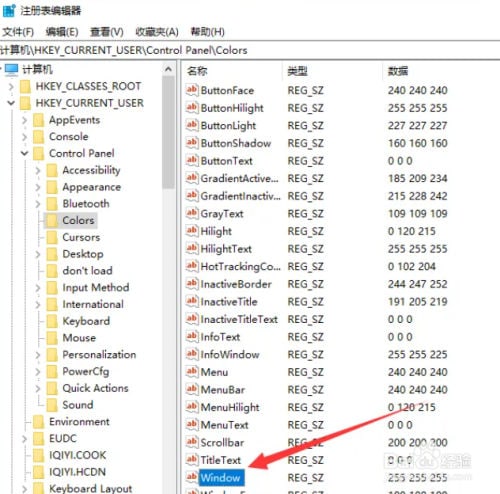 注册表编辑器
文件(F) 编辑(E) 查看(V) 收藏夹(A) 帮助(H)
计算机\HKEY_CURRENT_USER\Control Panel\Colors
计算机
HKEY_CLASSES_ROOT
HKEY_CURRENT_USER
AppEvents
Console
Control Panel
Accessibility
Appearance
Bluetooth
Colors
Cursors
Desktop
don't load
Input Method
International
Keyboard
Mouse
Personalization
PowerCfg
Quick Actions
Sound
Environment
EUDC
IQIYI.COOK
IQIYI.HCDN
Keyboard Layout
名称 类型 数据
ButtonFace REG_SZ 240 240 240
ButtonHilight REG_SZ 255 255 255
ButtonLight REG_SZ 227 227 227
ButtonShadow REG_SZ 160 160 160
ButtonText REG_SZ 0 0 0
GradientActive... REG_SZ 185 209 234
GradientInactiv... REG_SZ 215 228 242
GrayText REG_SZ 109 109 109
Hilight REG_SZ 0 120 215
HilightText REG_SZ 255 255 255
HotTrackingCo... REG_SZ 0 102 204
InactiveBorder REG_SZ 244 247 252
InactiveTitle REG_SZ 191 205 219
InactiveTitleText REG_SZ 0 0 0
InfoText REG_SZ 0 0 0
InfoWindow REG_SZ 255 255 225
Menu REG_SZ 240 240 240
MenuBar REG_SZ 240 240 240
MenuHilight REG_SZ 0 120 215
MenuText REG_SZ 0 0 0
Scrollbar REG_SZ 200 200 200
TitleText REG_SZ 0 0 0
Window REG_SZ 255 255 255